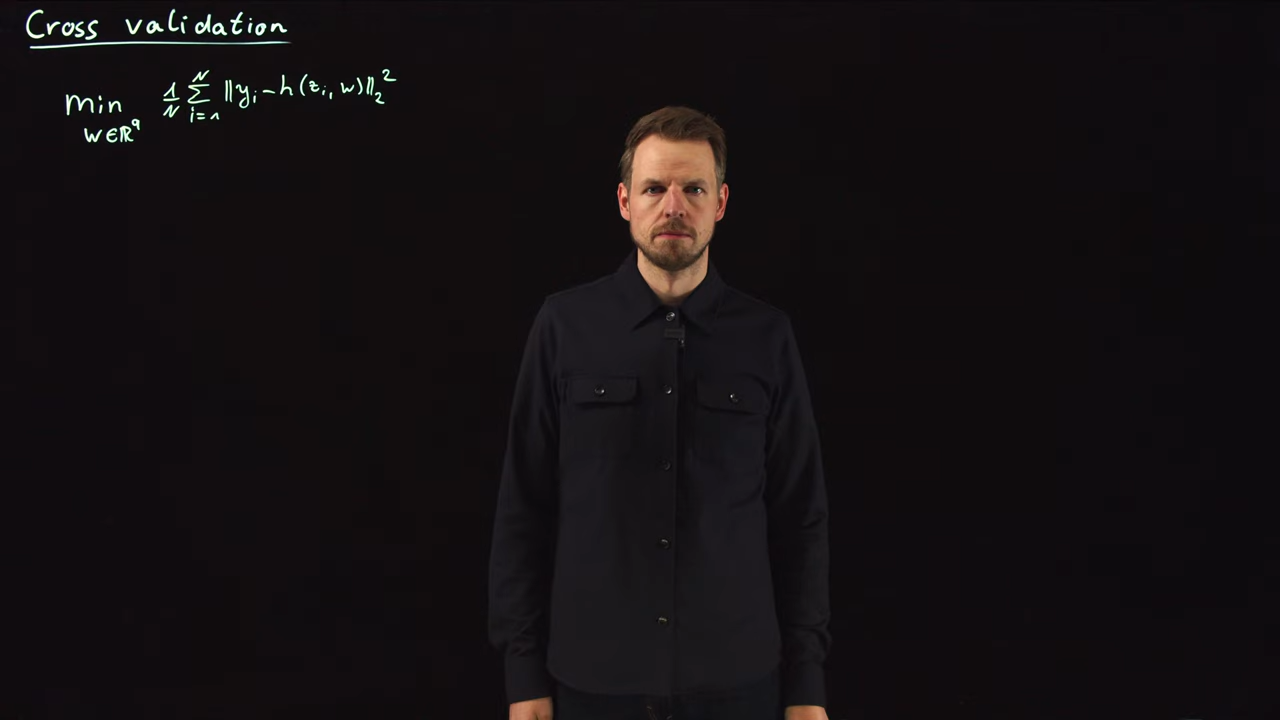 Cross validation
min 1/N ∑_{i=1}^{N} ‖y_i − h(z_i, w)‖_2^2
w∈ℝ^q